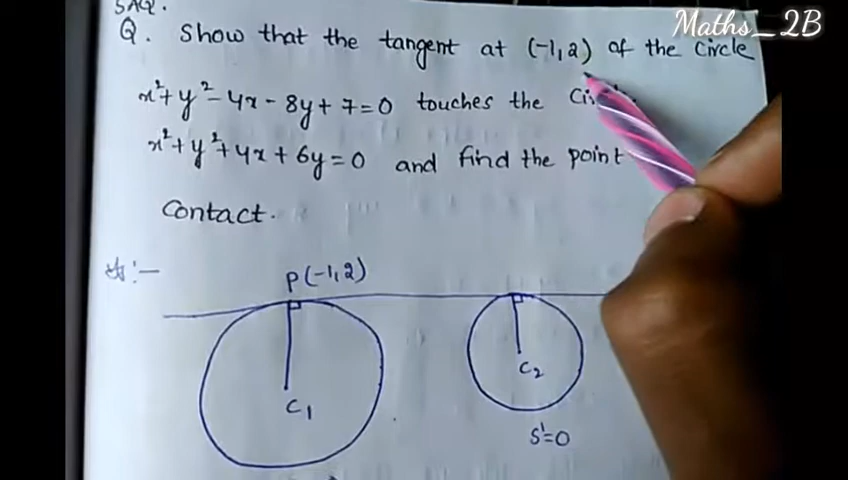 SAQ.
Maths_2B
Q. Show that the tangent at (-1,2) of the Circle
x²+y²-4x-8y+7=0 touches the
x²+y²+4x+6y=0 and find the point
Contact.
P(-1,2)
C₁
C₂
S'=0